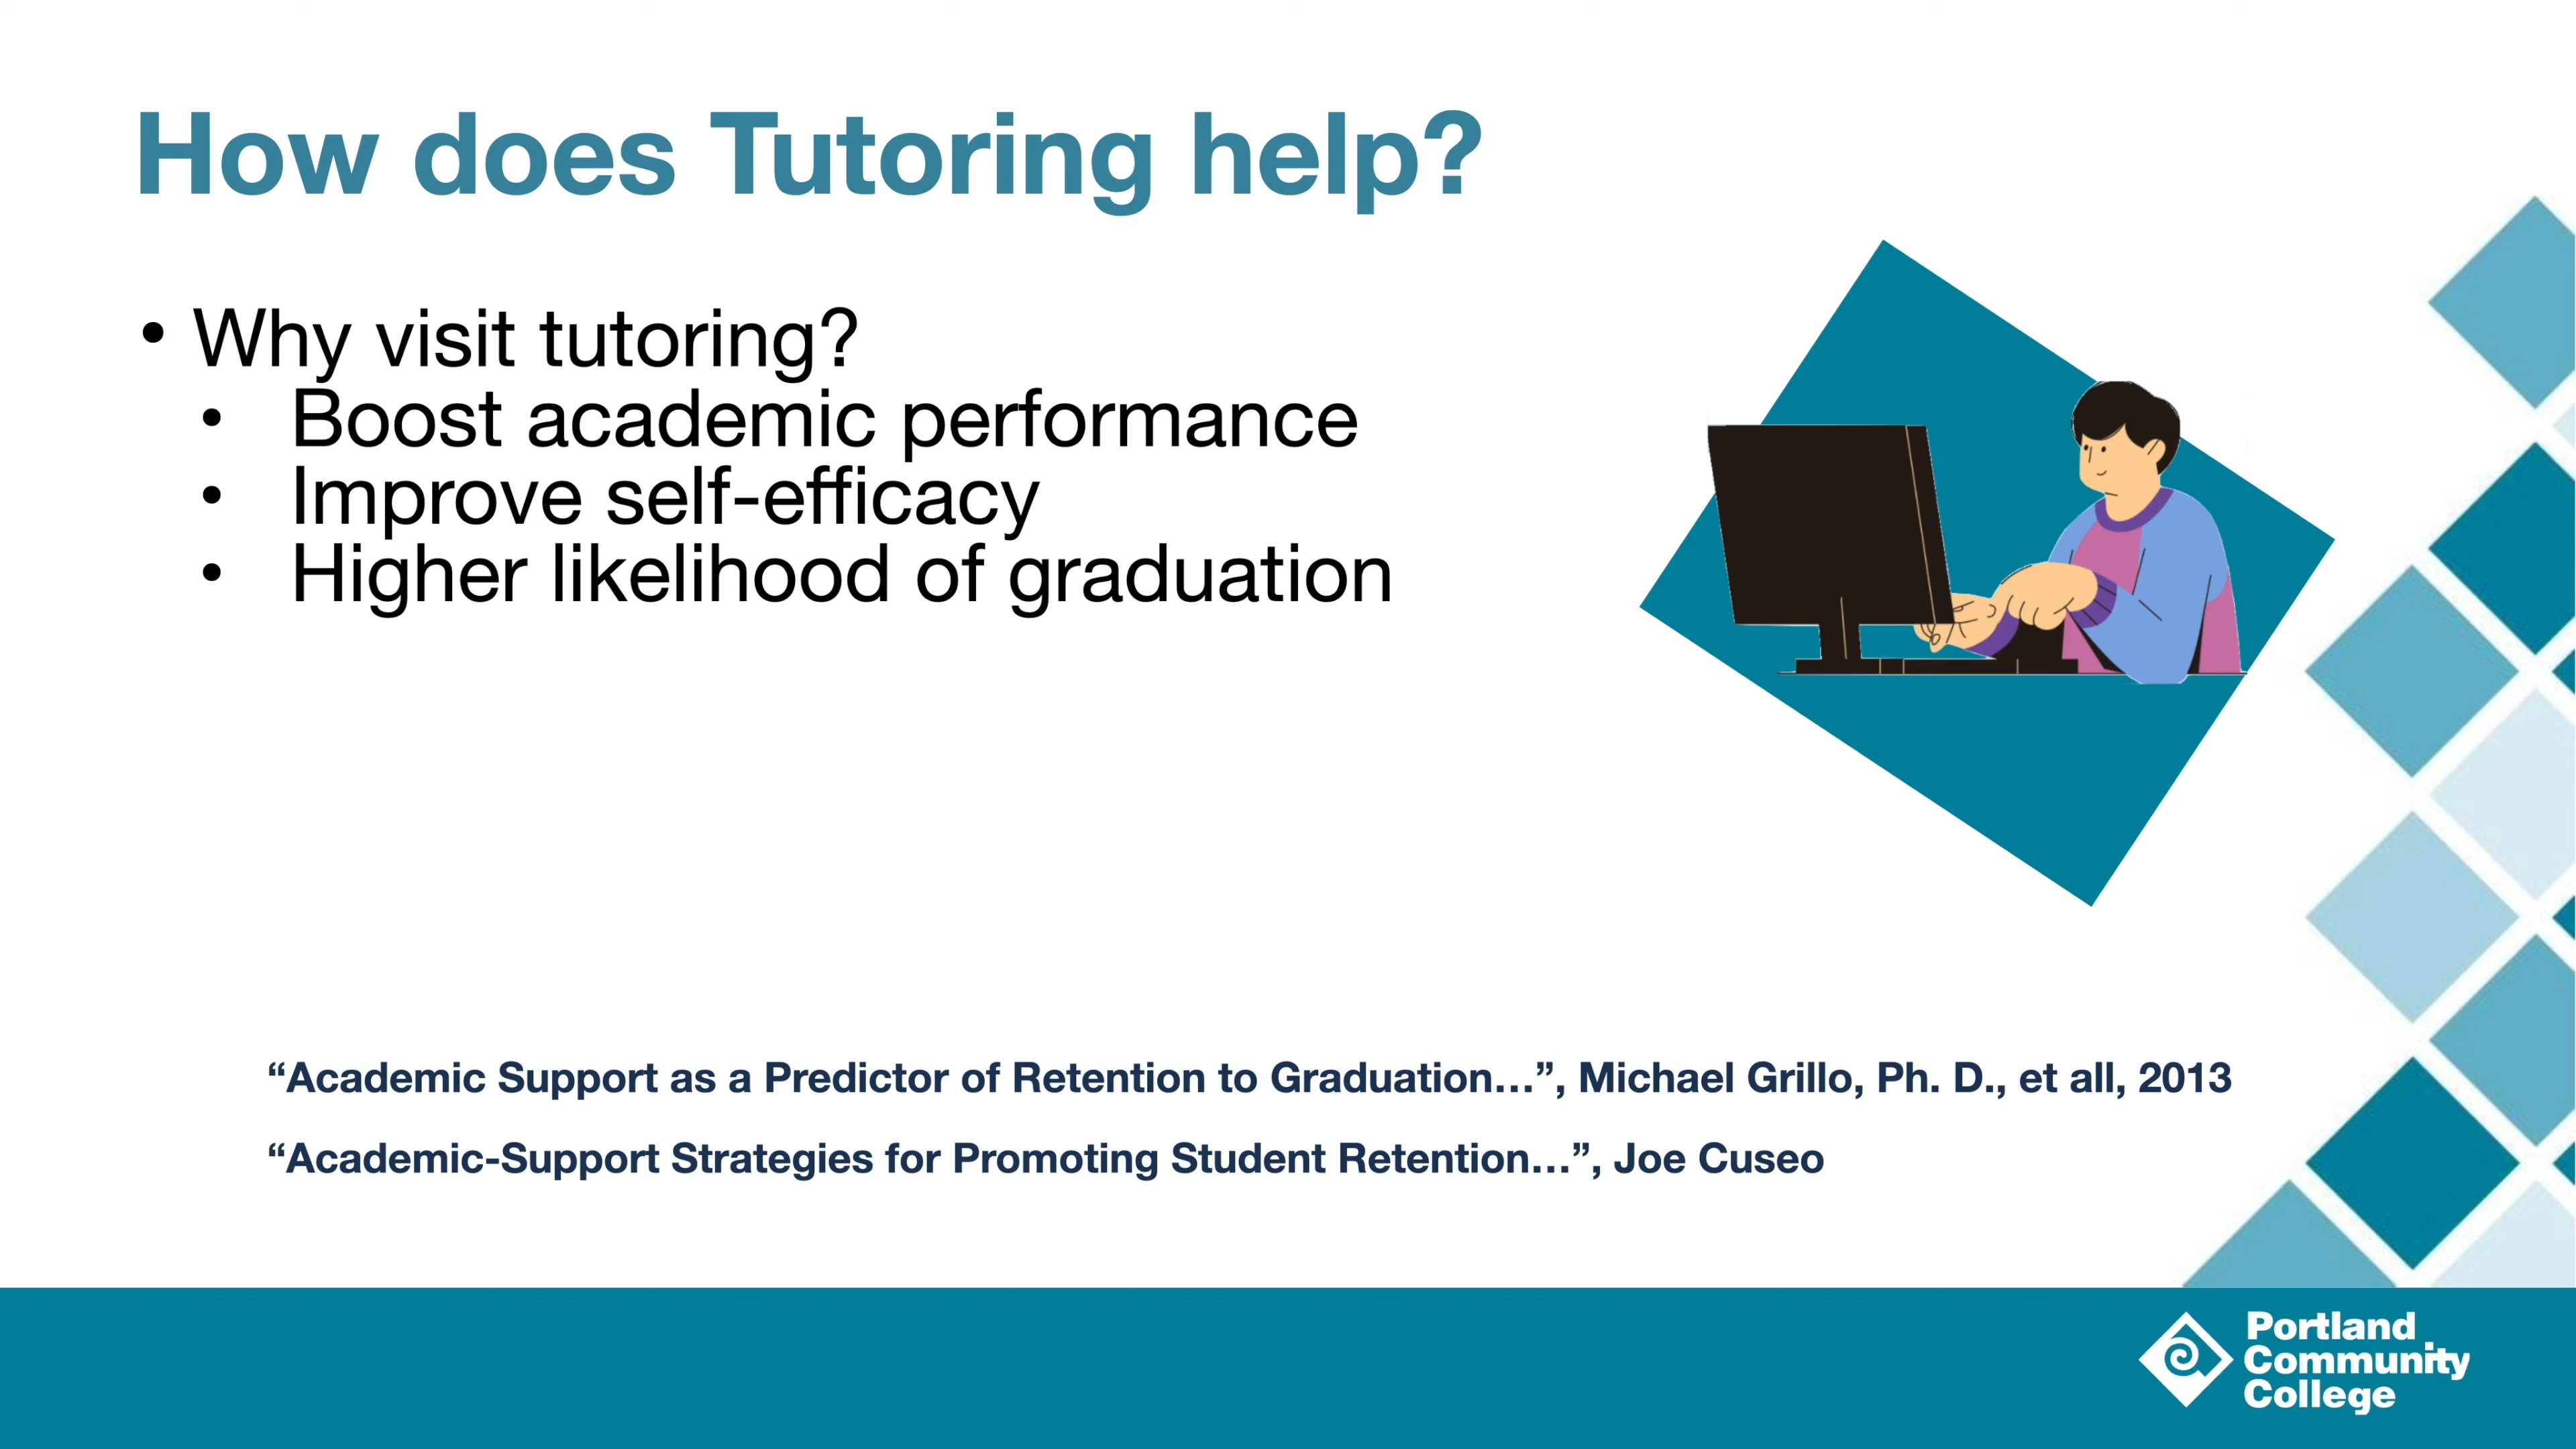 How does Tutoring help?
• Why visit tutoring?
• Boost academic performance
• Improve self-efficacy
• Higher likelihood of graduation
“Academic Support as a Predictor of Retention to Graduation…”, Michael Grillo, Ph. D., et all, 2013
“Academic-Support Strategies for Promoting Student Retention…”, Joe Cuseo
Portland
Community
College